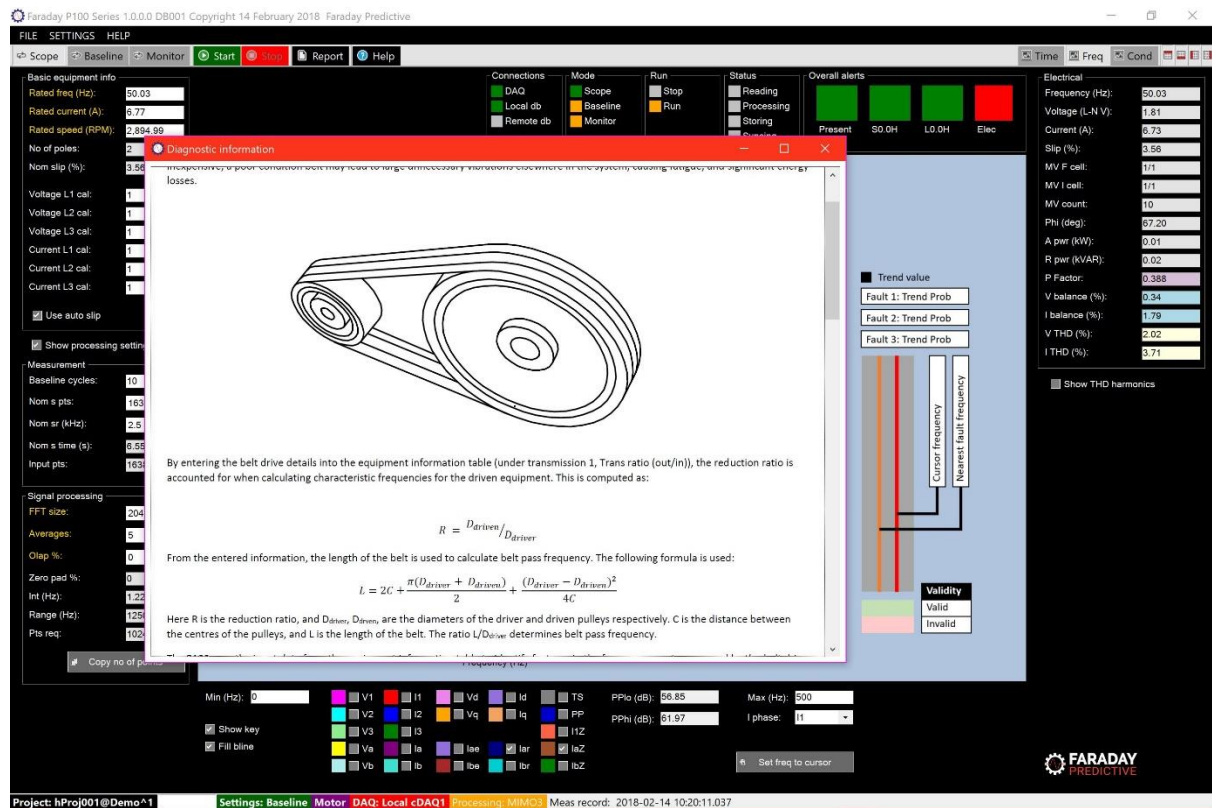 Faraday P100 Series 1.0.0.0 DB001 Copyright 14 February 2018 Faraday Predictive
FILE SETTINGS HELP
Scope Baseline Monitor Start Stop Report Help Time Freq Cond
Basic equipment info
Rated freq (Hz): 50.03
Rated current (A): 6.77
Rated speed (RPM): 2,894.99
No of poles: 2
Nom slip (%): 3.56
Voltage L1 cal: 1
Voltage L2 cal: 1
Voltage L3 cal: 1
Current L1 cal: 1
Current L2 cal: 1
Current L3 cal: 1
Use auto slip
Show processing settin
Measurement
Baseline cycles: 10
Nom s pts: 163
Nom sr (kHz): 2.5
Nom s time (s): 6.55
Input pts: 1638
Signal processing
FFT size: 204
Averages: 5
Olap %: 0
Zero pad %: 0
Int (Hz): 1.22
Range (Hz): 1250
Pts req: 1024
Copy no of points
Connections
DAQ
Local db
Remote db
Mode
Scope
Baseline
Monitor
Run
Stop
Run
Status
Reading
Processing
Storing
Overall alerts
Present S0.0H L0.0H Elec
Diagnostic information
inexpensive, a poor condition belt may lead to large unnecessary vibrations elsewhere in the system, causing fatigue, and significant energy
losses.
By entering the belt drive details into the equipment information table (under transmission 1, Trans ratio (out/in)), the reduction ratio is
accounted for when calculating characteristic frequencies for the driven equipment. This is computed as:
R = D driven / D driver
From the entered information, the length of the belt is used to calculate belt pass frequency. The following formula is used:
L = 2C + π(D driver + D driven) / 2 + (D driver − D driven)² / 4C
Here R is the reduction ratio, and Ddriver, Ddriven, are the diameters of the driver and driven pulleys respectively. C is the distance between
the centres of the pulleys, and L is the length of the belt. The ratio L/Ddriver determines belt pass frequency.
Frequency (Hz)
Trend value
Fault 1: Trend Prob
Fault 2: Trend Prob
Fault 3: Trend Prob
Cursor frequency
Nearest fault frequency
Validity
Valid
Invalid
Electrical
Frequency (Hz): 50.03
Voltage (L-N V): 1.81
Current (A): 6.73
Slip (%): 3.56
MV F cell: 1/1
MV I cell: 1/1
MV count: 10
Phi (deg): 67.20
A pwr (kW): 0.01
R pwr (kVAR): 0.02
P Factor: 0.388
V balance (%): 0.34
I balance (%): 1.79
V THD (%): 2.02
I THD (%): 3.71
Show THD harmonics
Min (Hz): 0
Show key
Fill bline
V1 I1 Vd Id TS
V2 I2 Vq Iq PP
V3 I3 I1Z
Va Ia Iae Iar IaZ
Vb Ib Ibe Ibr IbZ
PPlo (dB): 56.85
PPhi (dB): 61.97
Max (Hz): 500
I phase: I1
Set freq to cursor
FARADAY
PREDICTIVE
Project: hProj001@Demo^1 Settings: Baseline Motor DAQ: Local cDAQ1 Processing: MIMO3 Meas record: 2018-02-14 10:20:11.037